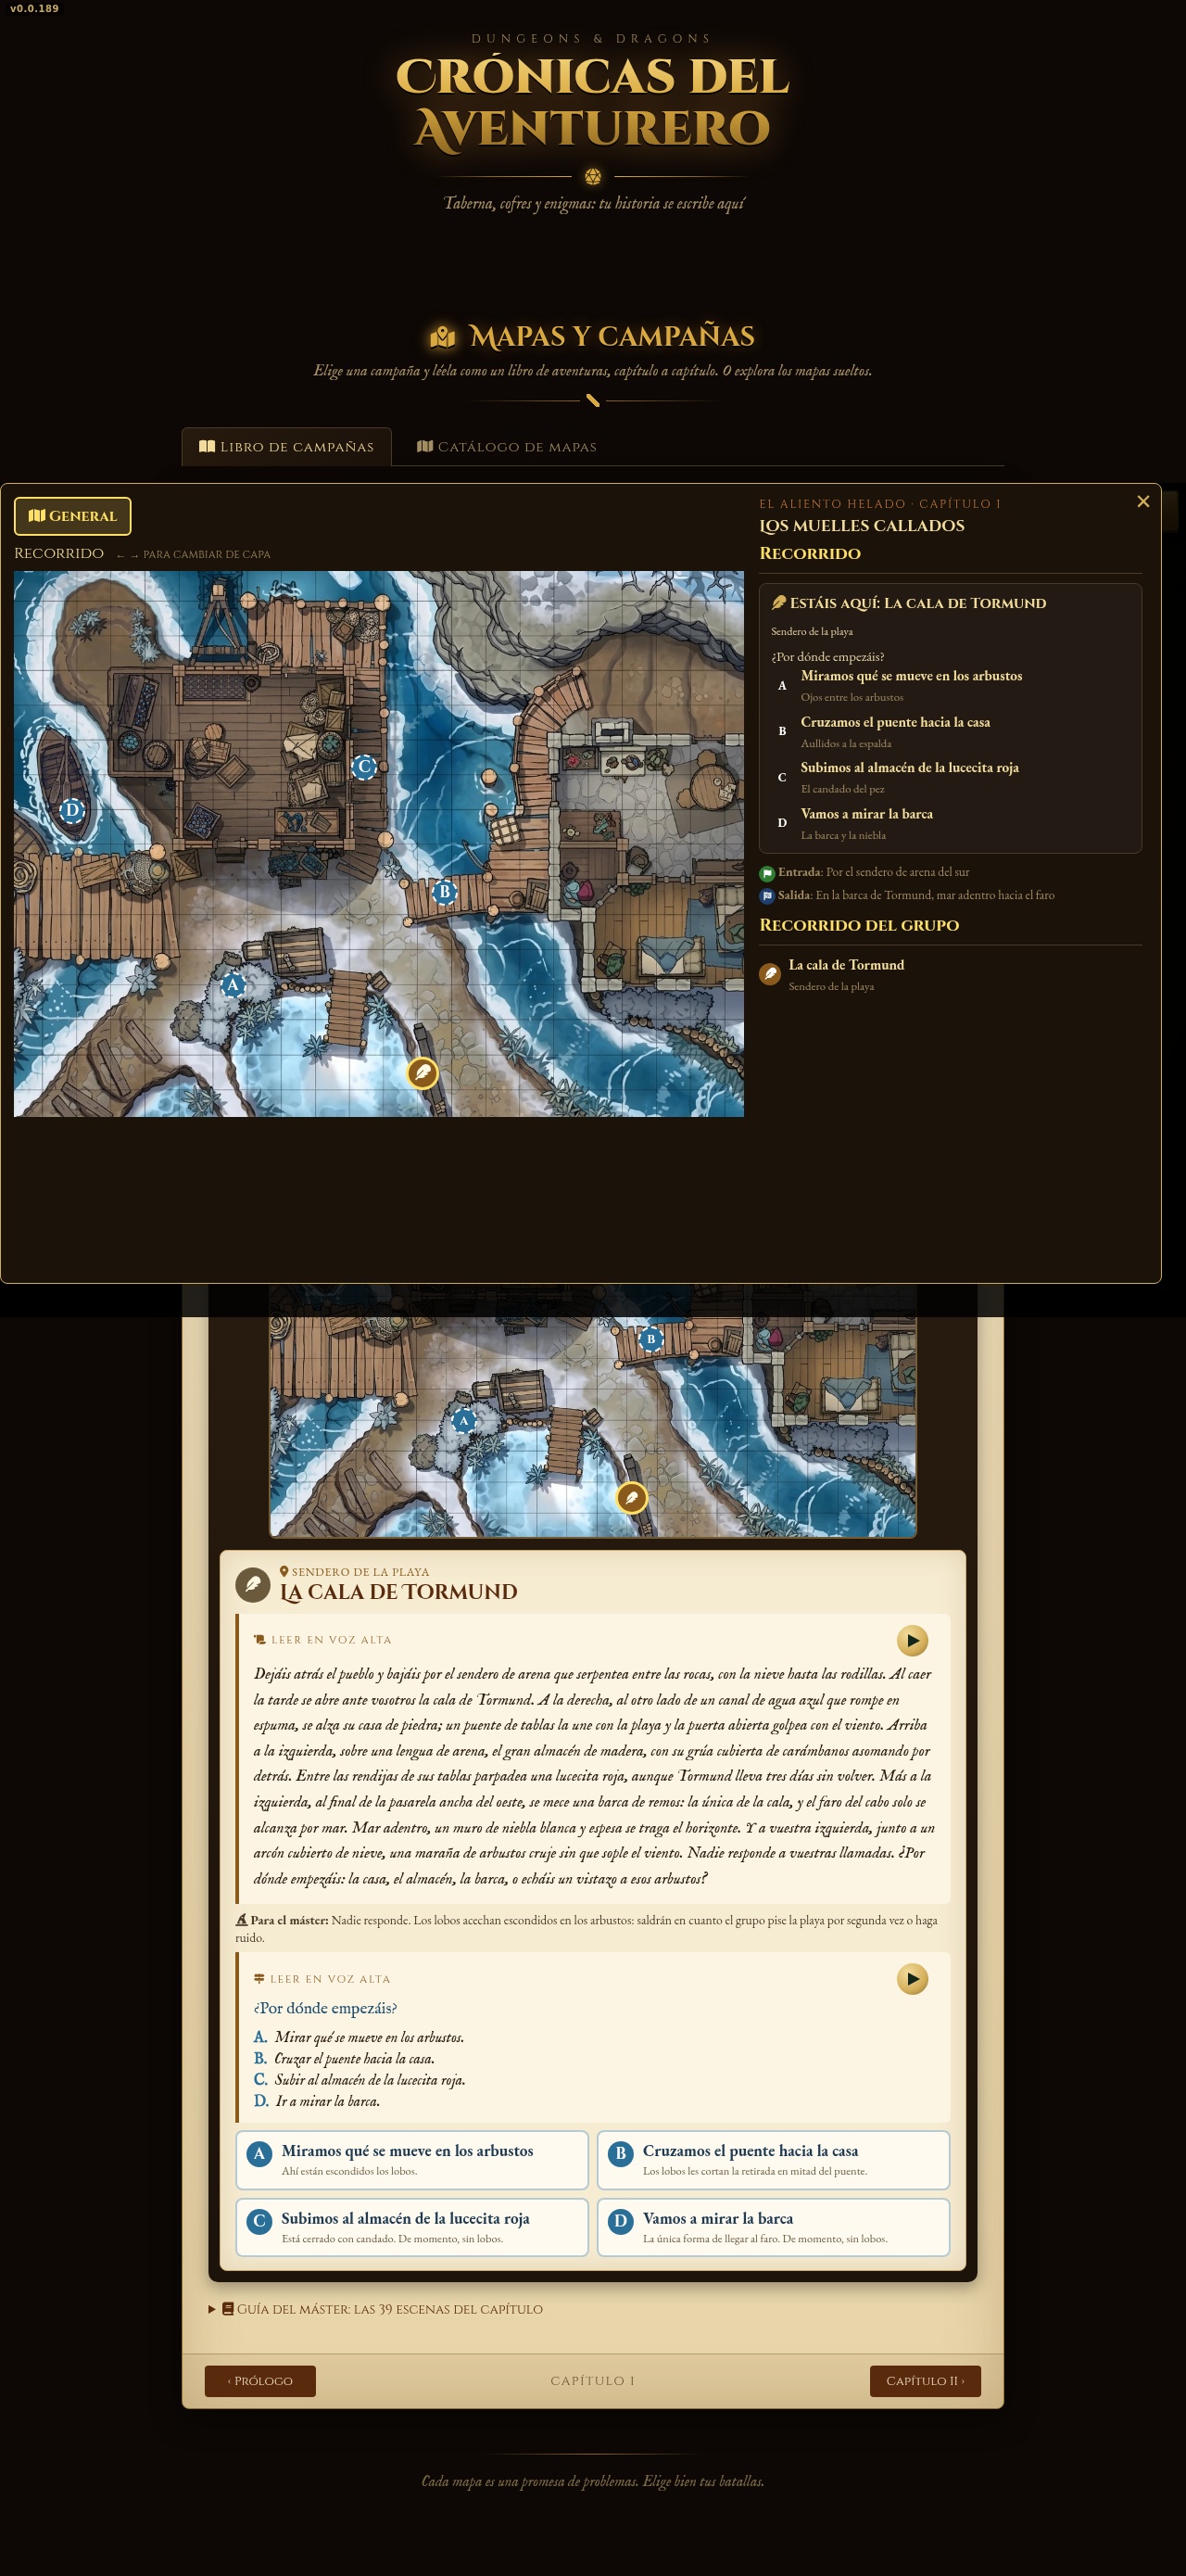 v0.0.189
DUNGEONS & DRAGONS
CRÓNICAS DEL
AVENTURERO
Taberna, cofres y enigmas: tu historia se escribe aquí
MAPAS Y CAMPAÑAS
Elige una campaña y léela como un libro de aventuras, capítulo a capítulo. O explora los mapas sueltos.
LIBRO DE CAMPAÑAS
CATÁLOGO DE MAPAS
GENERAL
RECORRIDO ← → PARA CAMBIAR DE CAPA
D
C
B
A
EL ALIENTO HELADO · CAPÍTULO I
LOS MUELLES CALLADOS
RECORRIDO
ESTÁIS AQUÍ: LA CALA DE TORMUND
Sendero de la playa
¿Por dónde empezáis?
A Miramos qué se mueve en los arbustos
Ojos entre los arbustos
B Cruzamos el puente hacia la casa
Aullidos a la espalda
C Subimos al almacén de la lucecita roja
El candado del pez
D Vamos a mirar la barca
La barca y la niebla
Entrada: Por el sendero de arena del sur
Salida: En la barca de Tormund, mar adentro hacia el faro
RECORRIDO DEL GRUPO
La cala de Tormund
Sendero de la playa
B
A
SENDERO DE LA PLAYA
LA CALA DE TORMUND
LEER EN VOZ ALTA
Dejáis atrás el pueblo y bajáis por el sendero de arena que serpentea entre las rocas, con la nieve hasta las rodillas. Al caer
la tarde se abre ante vosotros la cala de Tormund. A la derecha, al otro lado de un canal de agua azul que rompe en
espuma, se alza su casa de piedra; un puente de tablas la une con la playa y la puerta abierta golpea con el viento. Arriba
a la izquierda, sobre una lengua de arena, el gran almacén de madera, con su grúa cubierta de carámbanos asomando por
detrás. Entre las rendijas de sus tablas parpadea una lucecita roja, aunque Tormund lleva tres días sin volver. Más a la
izquierda, al final de la pasarela ancha del oeste, se mece una barca de remos: la única de la cala, y el faro del cabo solo se
alcanza por mar. Mar adentro, un muro de niebla blanca y espesa se traga el horizonte. Y a vuestra izquierda, junto a un
arcón cubierto de nieve, una maraña de arbustos cruje sin que sople el viento. Nadie responde a vuestras llamadas. ¿Por
dónde empezáis: la casa, el almacén, la barca, o echáis un vistazo a esos arbustos?
Para el máster: Nadie responde. Los lobos acechan escondidos en los arbustos: saldrán en cuanto el grupo pise la playa por segunda vez o haga
ruido.
LEER EN VOZ ALTA
¿Por dónde empezáis?
A. Mirar qué se mueve en los arbustos.
B. Cruzar el puente hacia la casa.
C. Subir al almacén de la lucecita roja.
D. Ir a mirar la barca.
A Miramos qué se mueve en los arbustos
Ahí están escondidos los lobos.
B Cruzamos el puente hacia la casa
Los lobos les cortan la retirada en mitad del puente.
C Subimos al almacén de la lucecita roja
Está cerrado con candado. De momento, sin lobos.
D Vamos a mirar la barca
La única forma de llegar al faro. De momento, sin lobos.
GUÍA DEL MÁSTER: LAS 39 ESCENAS DEL CAPÍTULO
‹ PRÓLOGO
CAPÍTULO I
CAPÍTULO II ›
Cada mapa es una promesa de problemas. Elige bien tus batallas.